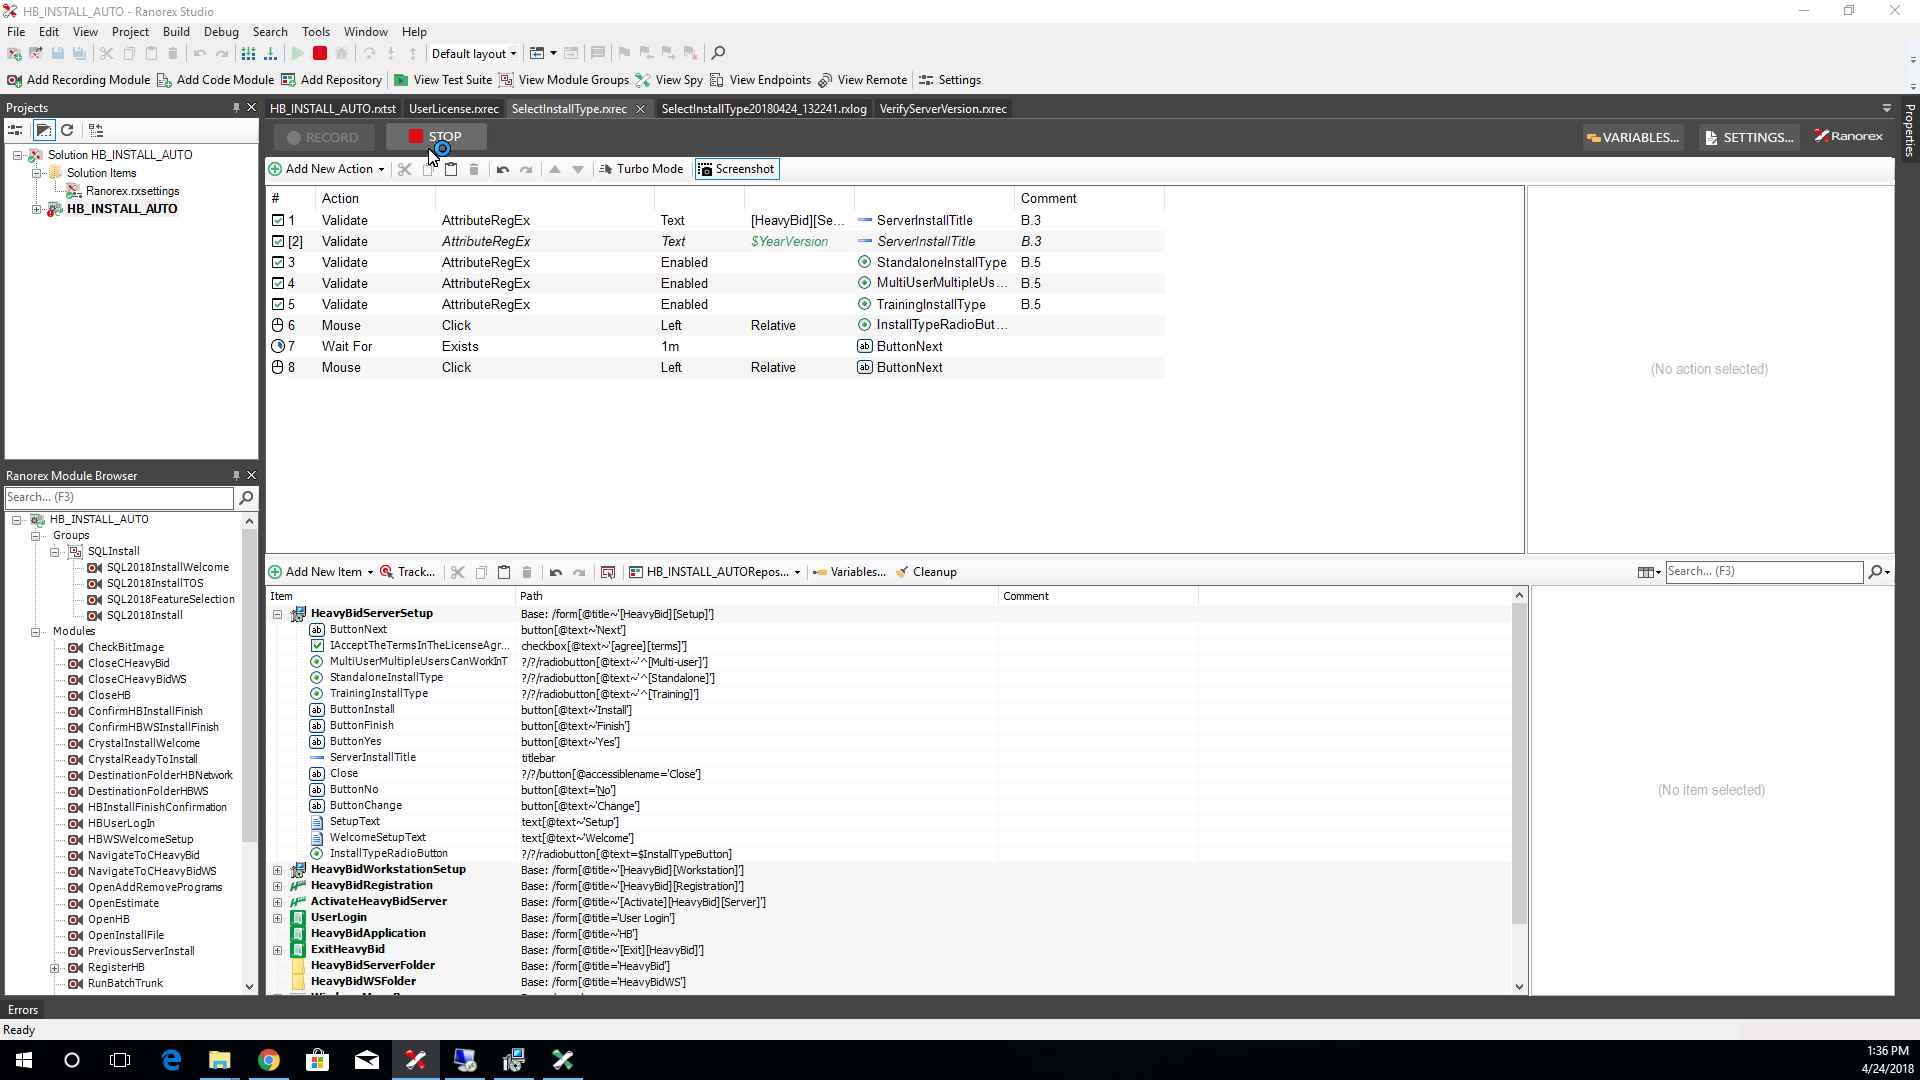 HB_INSTALL_AUTO - Ranorex Studio
File Edit View Project Build Debug Search Tools Window Help
Default layout
Add Recording Module Add Code Module Add Repository View Test Suite View Module Groups View Spy View Endpoints View Remote Settings
Projects
Solution HB_INSTALL_AUTO
Solution Items
Ranorex.rxsettings
HB_INSTALL_AUTO
HB_INSTALL_AUTO.rxtst UserLicense.rxrec SelectInstallType.rxrec SelectInstallType20180424_132241.rxlog VerifyServerVersion.rxrec
Properties
RECORD STOP VARIABLES... SETTINGS... Ranorex
Add New Action Turbo Mode Screenshot
# Action Comment
1 Validate AttributeRegEx Text [HeavyBid][Se... ServerInstallTitle B.3
[2] Validate AttributeRegEx Text $YearVersion ServerInstallTitle B.3
3 Validate AttributeRegEx Enabled StandaloneInstallType B.5
4 Validate AttributeRegEx Enabled MultiUserMultipleUs... B.5
5 Validate AttributeRegEx Enabled TrainingInstallType B.5
6 Mouse Click Left Relative InstallTypeRadioBut...
7 Wait For Exists 1m ButtonNext
8 Mouse Click Left Relative ButtonNext
(No action selected)
Ranorex Module Browser
Search... (F3)
HB_INSTALL_AUTO
Groups
SQLInstall
SQL2018InstallWelcome
SQL2018InstallTOS
SQL2018FeatureSelection
SQL2018Install
Modules
CheckBitImage
CloseCHeavyBid
CloseCHeavyBidWS
CloseHB
ConfirmHBInstallFinish
ConfirmHBWSInstallFinish
CrystalInstallWelcome
CrystalReadyToInstall
DestinationFolderHBNetwork
DestinationFolderHBWS
HBInstallFinishConfirmation
HBUserLogIn
HBWSWelcomeSetup
NavigateToCHeavyBid
NavigateToCHeavyBidWS
OpenAddRemovePrograms
OpenEstimate
OpenHB
OpenInstallFile
PreviousServerInstall
RegisterHB
RunBatchTrunk
Add New Item Track... HB_INSTALL_AUTORepos... Variables... Cleanup Search... (F3)
Item Path Comment
HeavyBidServerSetup Base: /form[@title~'[HeavyBid][Setup]']
ButtonNext button[@text~'Next']
IAcceptTheTermsInTheLicenseAgr... checkbox[@text~'[agree][terms]']
MultiUserMultipleUsersCanWorkInT ?/?/radiobutton[@text~'^[Multi-user]']
StandaloneInstallType ?/?/radiobutton[@text~'^[Standalone]']
TrainingInstallType ?/?/radiobutton[@text~'^[Training]']
ButtonInstall button[@text~'Install']
ButtonFinish button[@text~'Finish']
ButtonYes button[@text~'Yes']
ServerInstallTitle titlebar
Close ?/?/button[@accessiblename='Close']
ButtonNo button[@text='No']
ButtonChange button[@text~'Change']
SetupText text[@text~'Setup']
WelcomeSetupText text[@text~'Welcome']
InstallTypeRadioButton ?/?/radiobutton[@text=$InstallTypeButton]
HeavyBidWorkstationSetup Base: /form[@title~'[HeavyBid][Workstation]']
HeavyBidRegistration Base: /form[@title~'[HeavyBid][Registration]']
ActivateHeavyBidServer Base: /form[@title~'[Activate][HeavyBid][Server]']
UserLogin Base: /form[@title='User Login']
HeavyBidApplication Base: /form[@title~'HB']
ExitHeavyBid Base: /form[@title~'[Exit][HeavyBid]']
HeavyBidServerFolder Base: /form[@title='HeavyBid']
HeavyBidWSFolder Base: /form[@title='HeavyBidWS']
(No item selected)
Errors
Ready
1:36 PM
4/24/2018